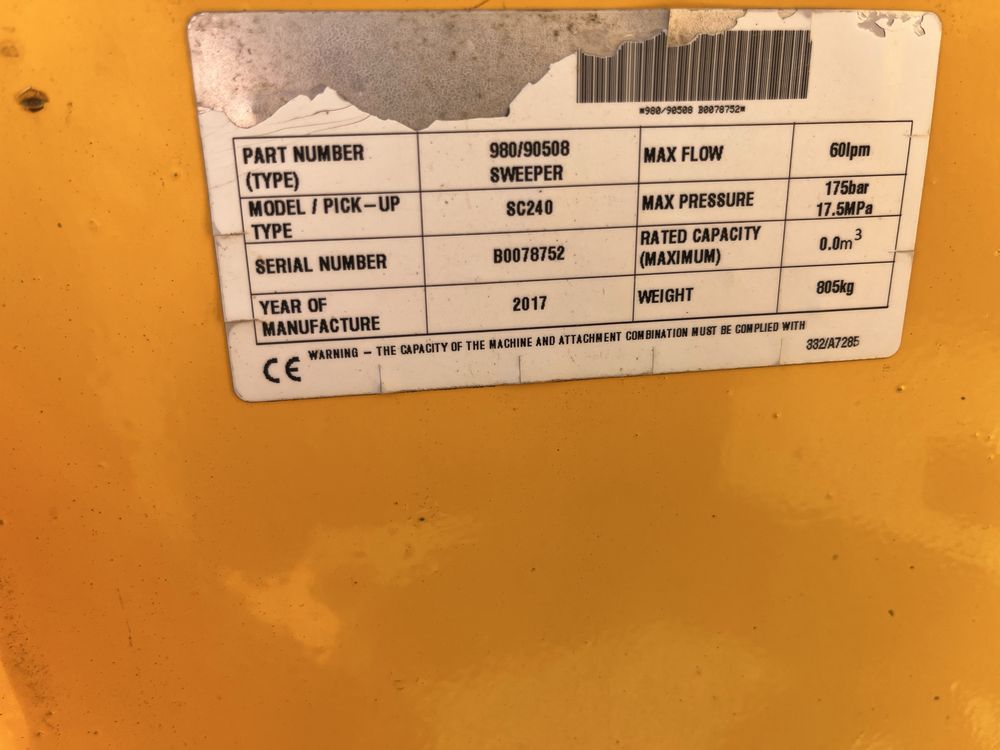 *980/90508 B0078752*
PART NUMBER
(TYPE)
980/90508
SWEEPER
MAX FLOW
60lpm
MODEL / PICK-UP
TYPE
SC240
MAX PRESSURE
175bar
17.5MPa
SERIAL NUMBER
B0078752
RATED CAPACITY
(MAXIMUM)
0.0m³
YEAR OF
MANUFACTURE
2017
WEIGHT
805kg
CE WARNING - THE CAPACITY OF THE MACHINE AND ATTACHMENT COMBINATION MUST BE COMPLIED WITH
332/A7285